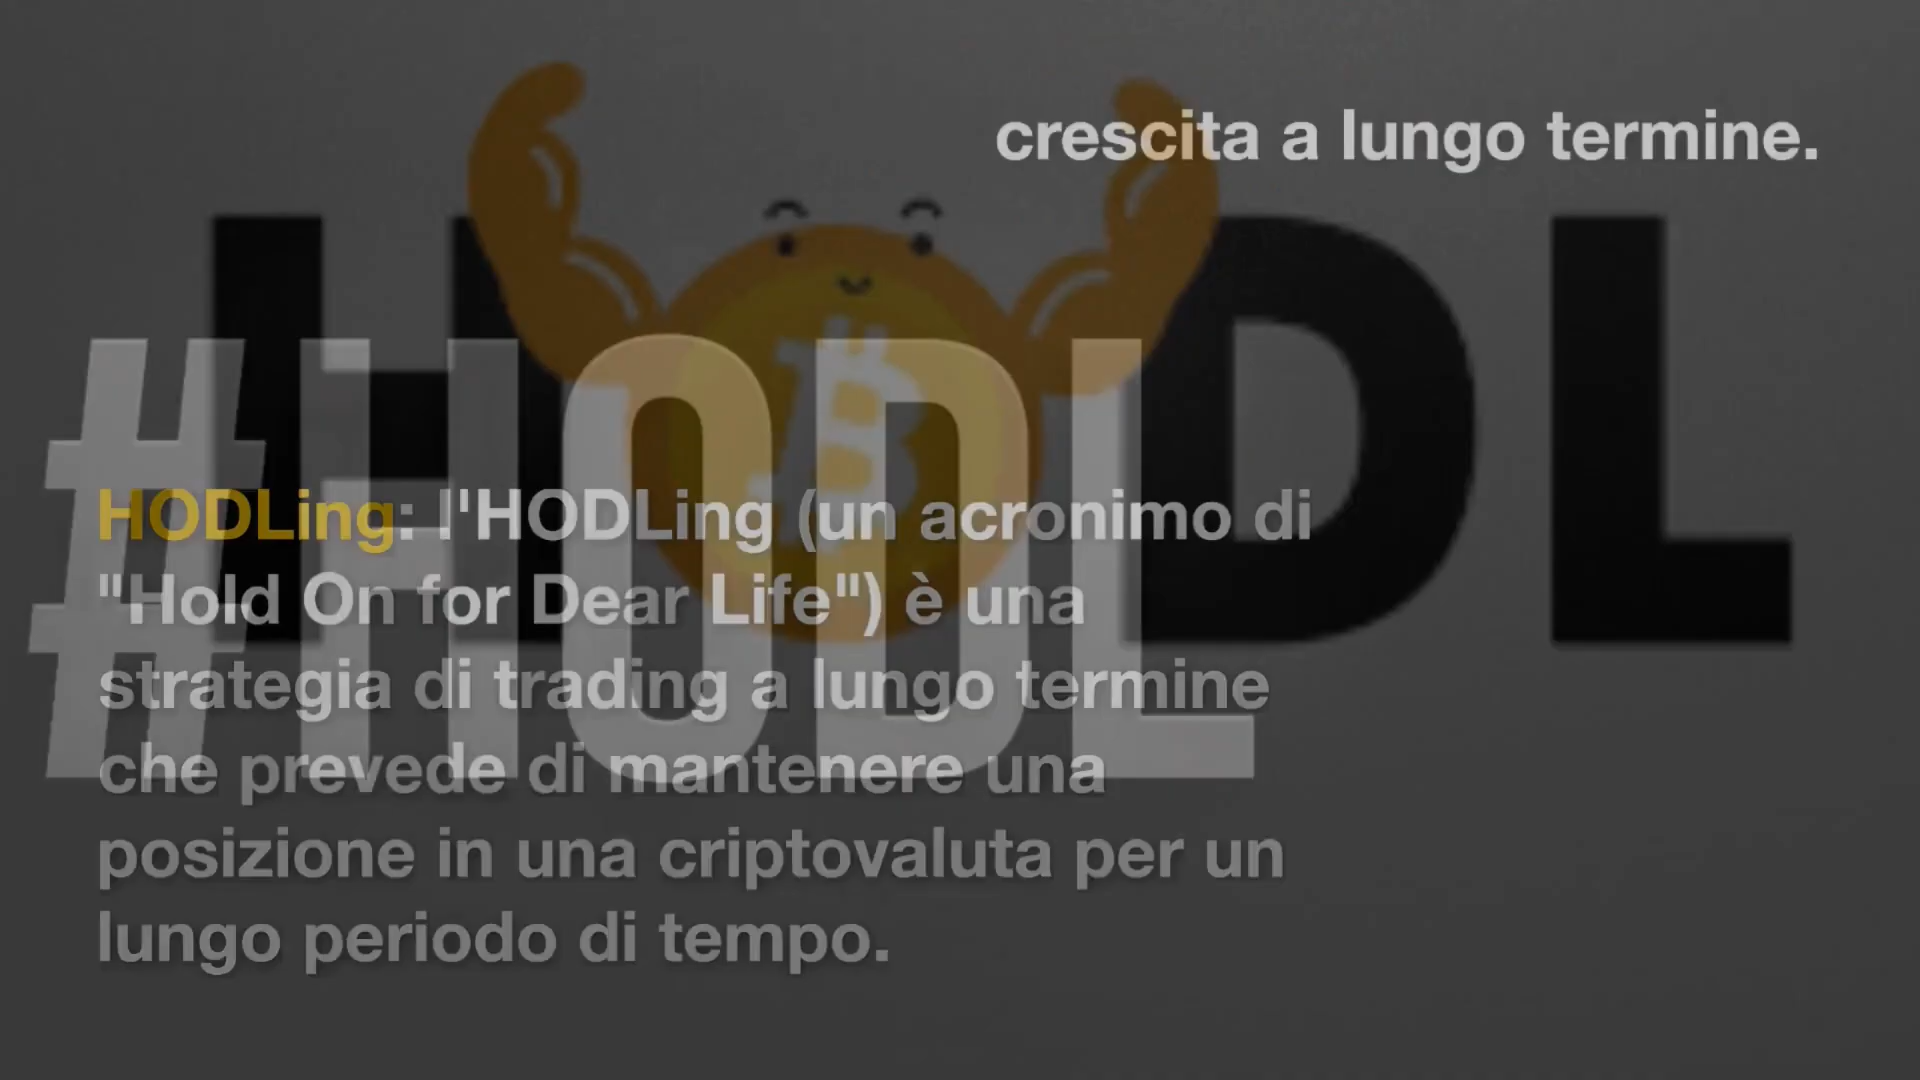 crescita a lungo termine.
HODL
#HODL
HODLing: l'HODLing (un acronimo di
"Hold On for Dear Life") è una
strategia di trading a lungo termine
che prevede di mantenere una
posizione in una criptovaluta per un
lungo periodo di tempo.